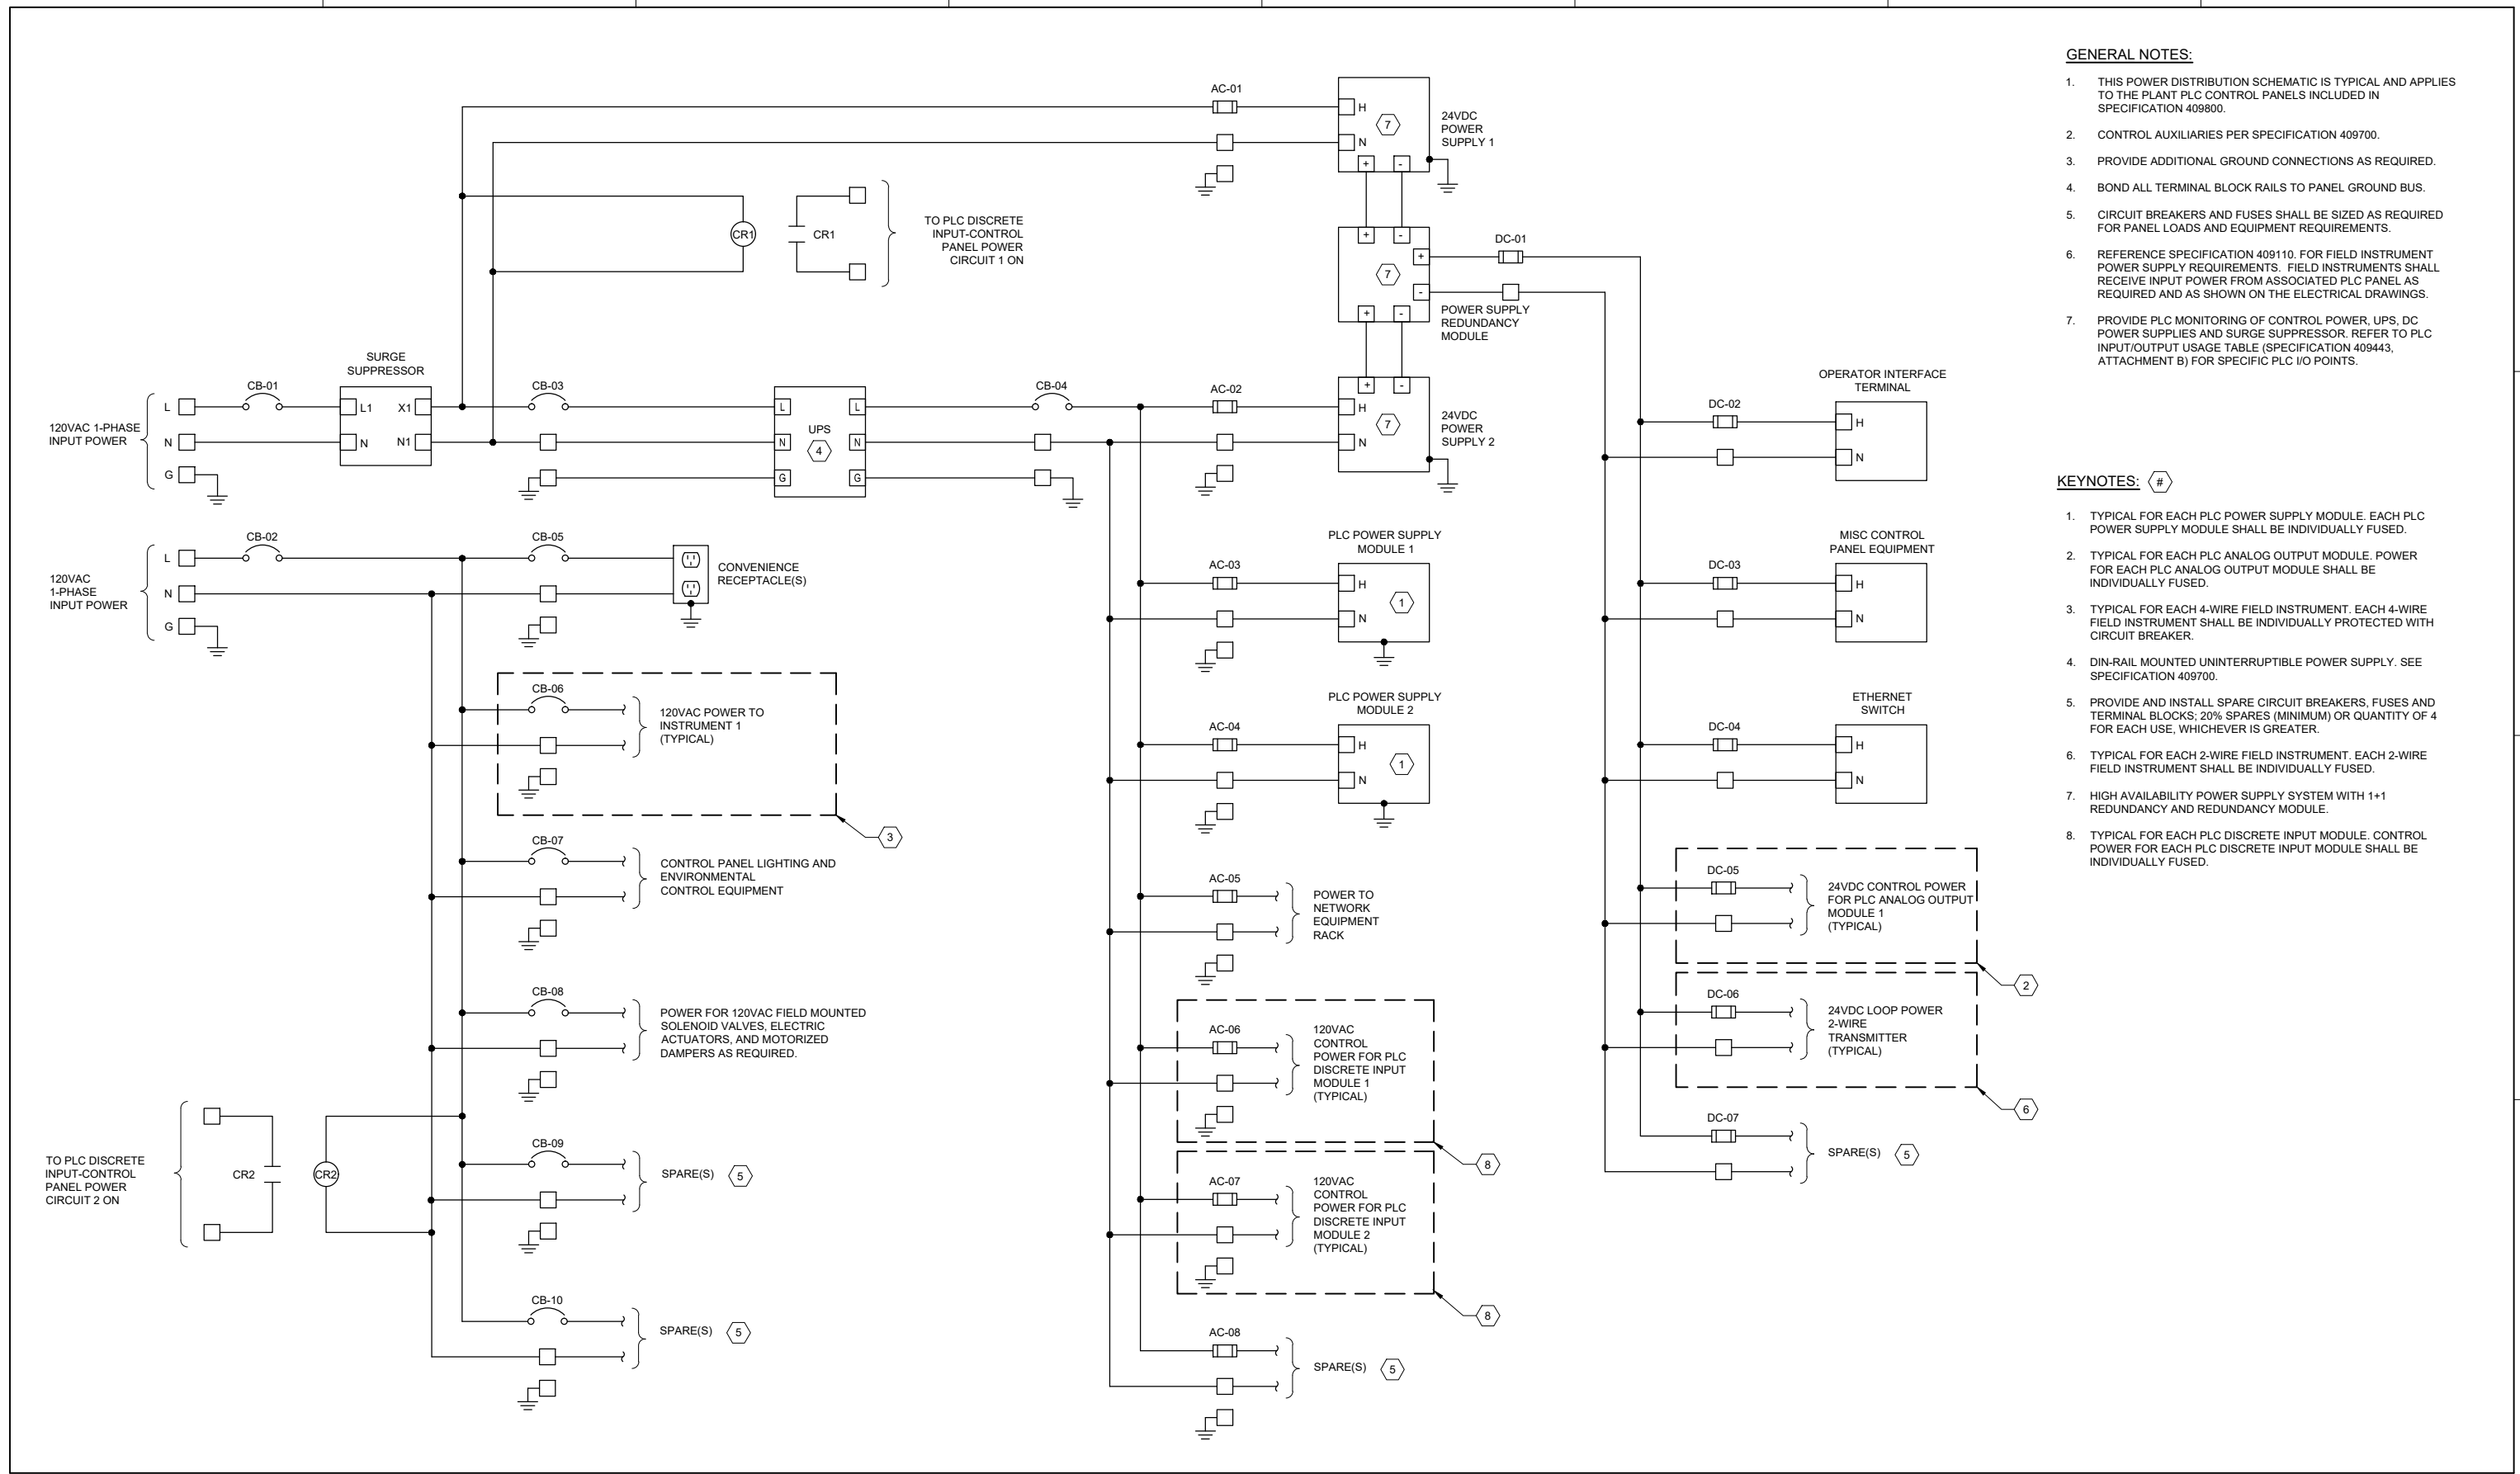 AC-01
H
N
7
24VDC
POWER
SUPPLY 1
+
-
CR1
CR1
TO PLC DISCRETE
INPUT-CONTROL
PANEL POWER
CIRCUIT 1 ON
+
-
7
+
-
+
-
POWER SUPPLY
REDUNDANCY
MODULE
DC-01
120VAC 1-PHASE
INPUT POWER
L
N
G
CB-01
SURGE
SUPPRESSOR
L1
X1
N
N1
CB-03
L
L
UPS
N
N
4
G
G
CB-04
AC-02
+
-
H
N
7
24VDC
POWER
SUPPLY 2
120VAC
1-PHASE
INPUT POWER
L
N
G
CB-02
CB-05
CONVENIENCE
RECEPTACLE(S)
CB-06
120VAC POWER TO
INSTRUMENT 1
(TYPICAL)
3
CB-07
CONTROL PANEL LIGHTING AND
ENVIRONMENTAL
CONTROL EQUIPMENT
CB-08
POWER FOR 120VAC FIELD MOUNTED
SOLENOID VALVES, ELECTRIC
ACTUATORS, AND MOTORIZED
DAMPERS AS REQUIRED.
TO PLC DISCRETE
INPUT-CONTROL
PANEL POWER
CIRCUIT 2 ON
CR2
CR2
CB-09
SPARE(S)
5
CB-10
SPARE(S)
5
PLC POWER SUPPLY
MODULE 1
AC-03
H
N
1
PLC POWER SUPPLY
MODULE 2
AC-04
H
N
1
AC-05
POWER TO
NETWORK
EQUIPMENT
RACK
AC-06
120VAC
CONTROL
POWER FOR PLC
DISCRETE INPUT
MODULE 1
(TYPICAL)
8
AC-07
120VAC
CONTROL
POWER FOR PLC
DISCRETE INPUT
MODULE 2
(TYPICAL)
8
AC-08
SPARE(S)
5
OPERATOR INTERFACE
TERMINAL
DC-02
H
N
MISC CONTROL
PANEL EQUIPMENT
DC-03
H
N
ETHERNET
SWITCH
DC-04
H
N
DC-05
24VDC CONTROL POWER
FOR PLC ANALOG OUTPUT
MODULE 1
(TYPICAL)
2
DC-06
24VDC LOOP POWER
2-WIRE
TRANSMITTER
(TYPICAL)
6
DC-07
SPARE(S)
5
GENERAL NOTES:
1. THIS POWER DISTRIBUTION SCHEMATIC IS TYPICAL AND APPLIES
TO THE PLANT PLC CONTROL PANELS INCLUDED IN
SPECIFICATION 409800.
2. CONTROL AUXILIARIES PER SPECIFICATION 409700.
3. PROVIDE ADDITIONAL GROUND CONNECTIONS AS REQUIRED.
4. BOND ALL TERMINAL BLOCK RAILS TO PANEL GROUND BUS.
5. CIRCUIT BREAKERS AND FUSES SHALL BE SIZED AS REQUIRED
FOR PANEL LOADS AND EQUIPMENT REQUIREMENTS.
6. REFERENCE SPECIFICATION 409110. FOR FIELD INSTRUMENT
POWER SUPPLY REQUIREMENTS. FIELD INSTRUMENTS SHALL
RECEIVE INPUT POWER FROM ASSOCIATED PLC PANEL AS
REQUIRED AND AS SHOWN ON THE ELECTRICAL DRAWINGS.
7. PROVIDE PLC MONITORING OF CONTROL POWER, UPS, DC
POWER SUPPLIES AND SURGE SUPPRESSOR. REFER TO PLC
INPUT/OUTPUT USAGE TABLE (SPECIFICATION 409443,
ATTACHMENT B) FOR SPECIFIC PLC I/O POINTS.
KEYNOTES: #
1. TYPICAL FOR EACH PLC POWER SUPPLY MODULE. EACH PLC
POWER SUPPLY MODULE SHALL BE INDIVIDUALLY FUSED.
2. TYPICAL FOR EACH PLC ANALOG OUTPUT MODULE. POWER
FOR EACH PLC ANALOG OUTPUT MODULE SHALL BE
INDIVIDUALLY FUSED.
3. TYPICAL FOR EACH 4-WIRE FIELD INSTRUMENT. EACH 4-WIRE
FIELD INSTRUMENT SHALL BE INDIVIDUALLY PROTECTED WITH
CIRCUIT BREAKER.
4. DIN-RAIL MOUNTED UNINTERRUPTIBLE POWER SUPPLY. SEE
SPECIFICATION 409700.
5. PROVIDE AND INSTALL SPARE CIRCUIT BREAKERS, FUSES AND
TERMINAL BLOCKS; 20% SPARES (MINIMUM) OR QUANTITY OF 4
FOR EACH USE, WHICHEVER IS GREATER.
6. TYPICAL FOR EACH 2-WIRE FIELD INSTRUMENT. EACH 2-WIRE
FIELD INSTRUMENT SHALL BE INDIVIDUALLY FUSED.
7. HIGH AVAILABILITY POWER SUPPLY SYSTEM WITH 1+1
REDUNDANCY AND REDUNDANCY MODULE.
8. TYPICAL FOR EACH PLC DISCRETE INPUT MODULE. CONTROL
POWER FOR EACH PLC DISCRETE INPUT MODULE SHALL BE
INDIVIDUALLY FUSED.